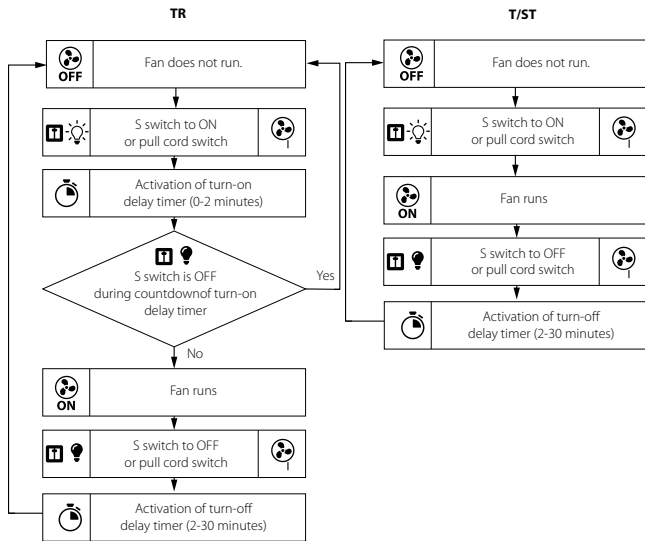 TR
OFF
Fan does not run.
S switch to ON
or pull cord switch
Activation of turn-on
delay timer (0-2 minutes)
S switch is OFF
during countdownof turn-on
delay timer
Yes
No
ON
Fan runs
S switch to OFF
or pull cord switch
Activation of turn-off
delay timer (2-30 minutes)
T/ST
OFF
Fan does not run.
S switch to ON
or pull cord switch
ON
Fan runs
S switch to OFF
or pull cord switch
Activation of turn-off
delay timer (2-30 minutes)